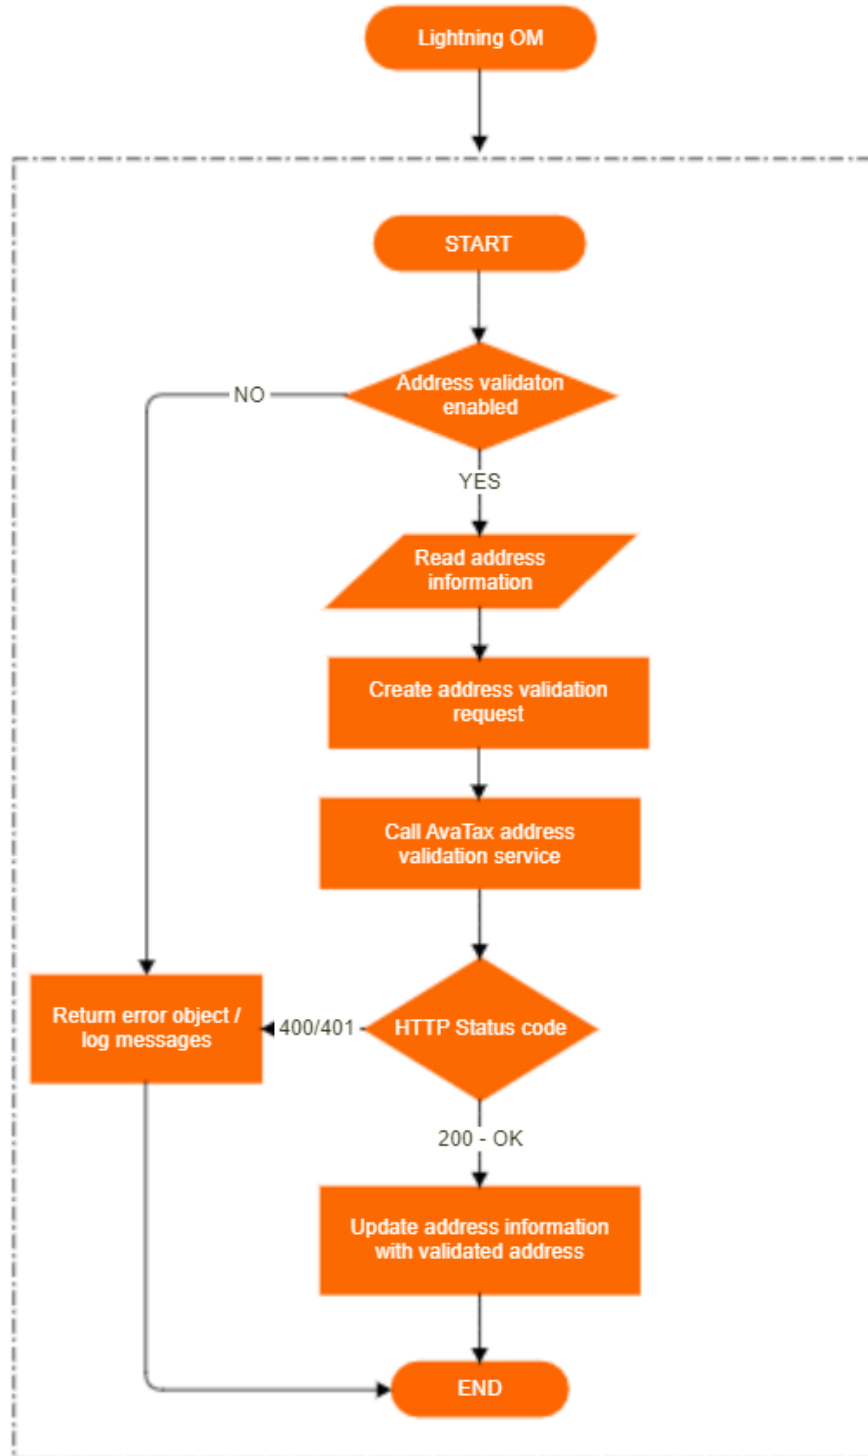 Lightning OM
START
Address validaton
enabled
NO
YES
Read address
information
Create address validation
request
Call AvaTax address
validation service
Return error object /
log messages
400/401
HTTP Status code
200 - OK
Update address information
with validated address
END